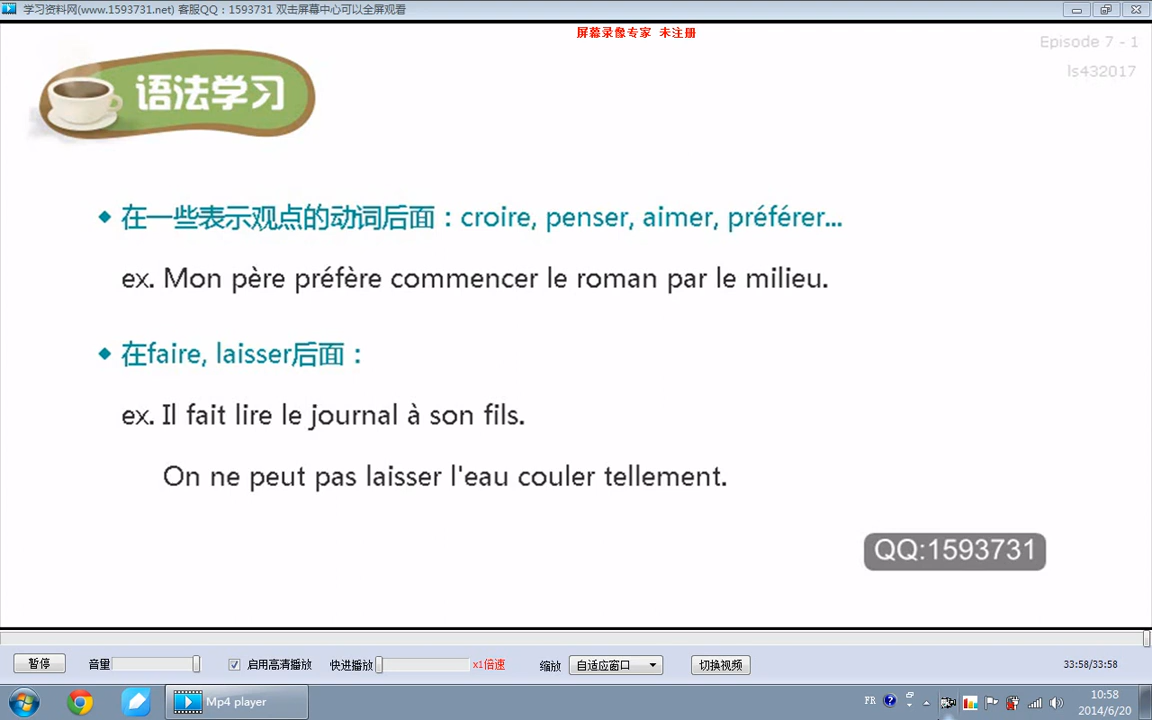 学习资料网(www.1593731.net) 客服QQ：1593731 双击屏幕中心可以全屏观看
屏幕录像专家 未注册
Episode 7 - 1
ls432017
语法学习
在一些表示观点的动词后面：croire, penser, aimer, préférer...
ex. Mon père préfère commencer le roman par le milieu.
在faire, laisser后面：
ex. Il fait lire le journal à son fils.
On ne peut pas laisser l'eau couler tellement.
QQ:1593731
暂停 音量 启用高清播放 快进播放 x1倍速 缩放 自适应窗口 切换视频 33:58/33:58
Mp4 player FR 10:58
2014/6/20